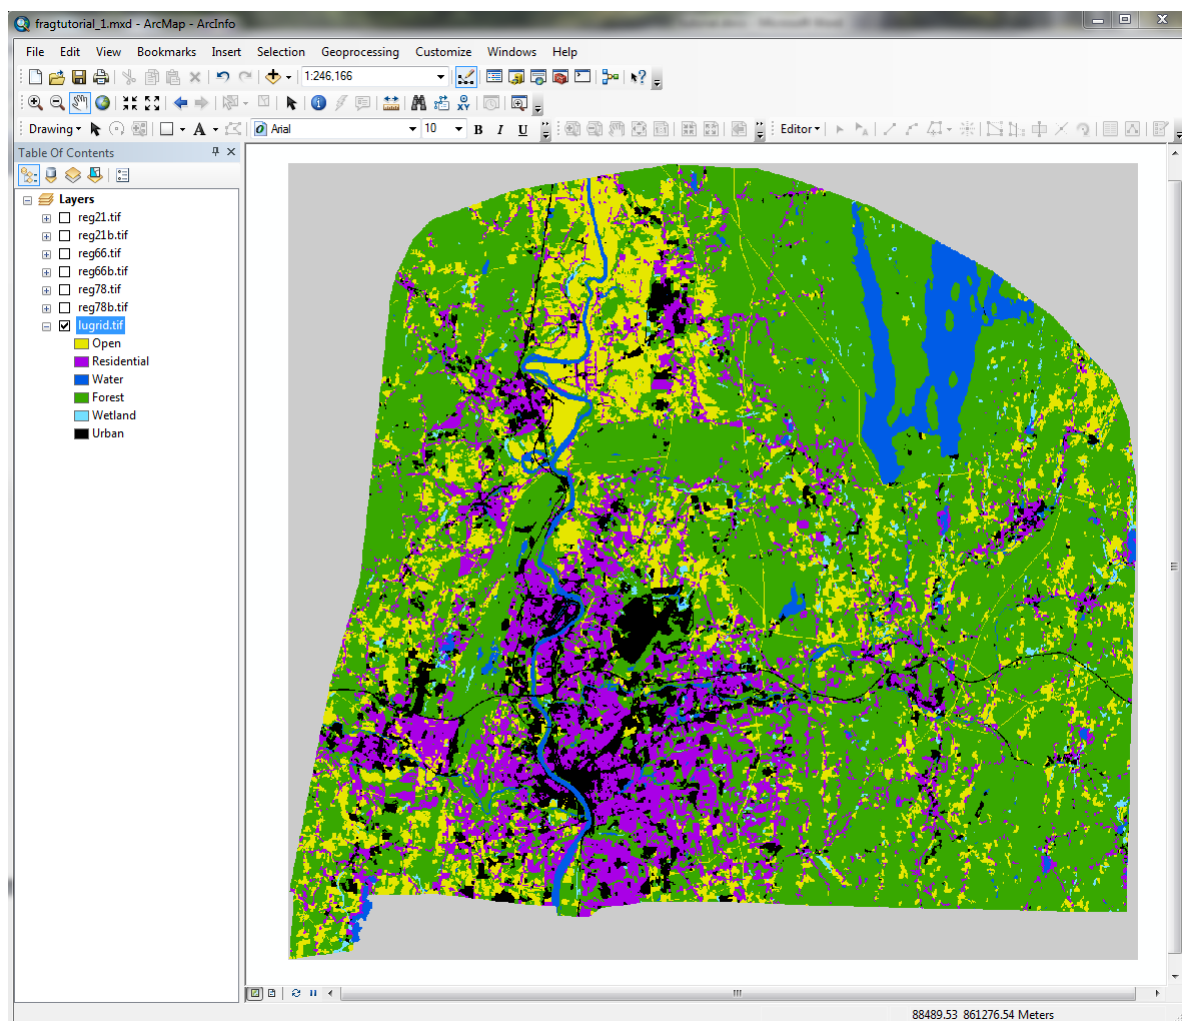 fragtutorial_1.mxd - ArcMap - ArcInfo
File Edit View Bookmarks Insert Selection Geoprocessing Customize Windows Help
1:246,166
Drawing A Arial 10 B I U Editor
Table Of Contents
Layers
reg21.tif
reg21b.tif
reg66.tif
reg66b.tif
reg78.tif
reg78b.tif
lugrid.tif
Open
Residential
Water
Forest
Wetland
Urban
88489.53 861276.54 Meters